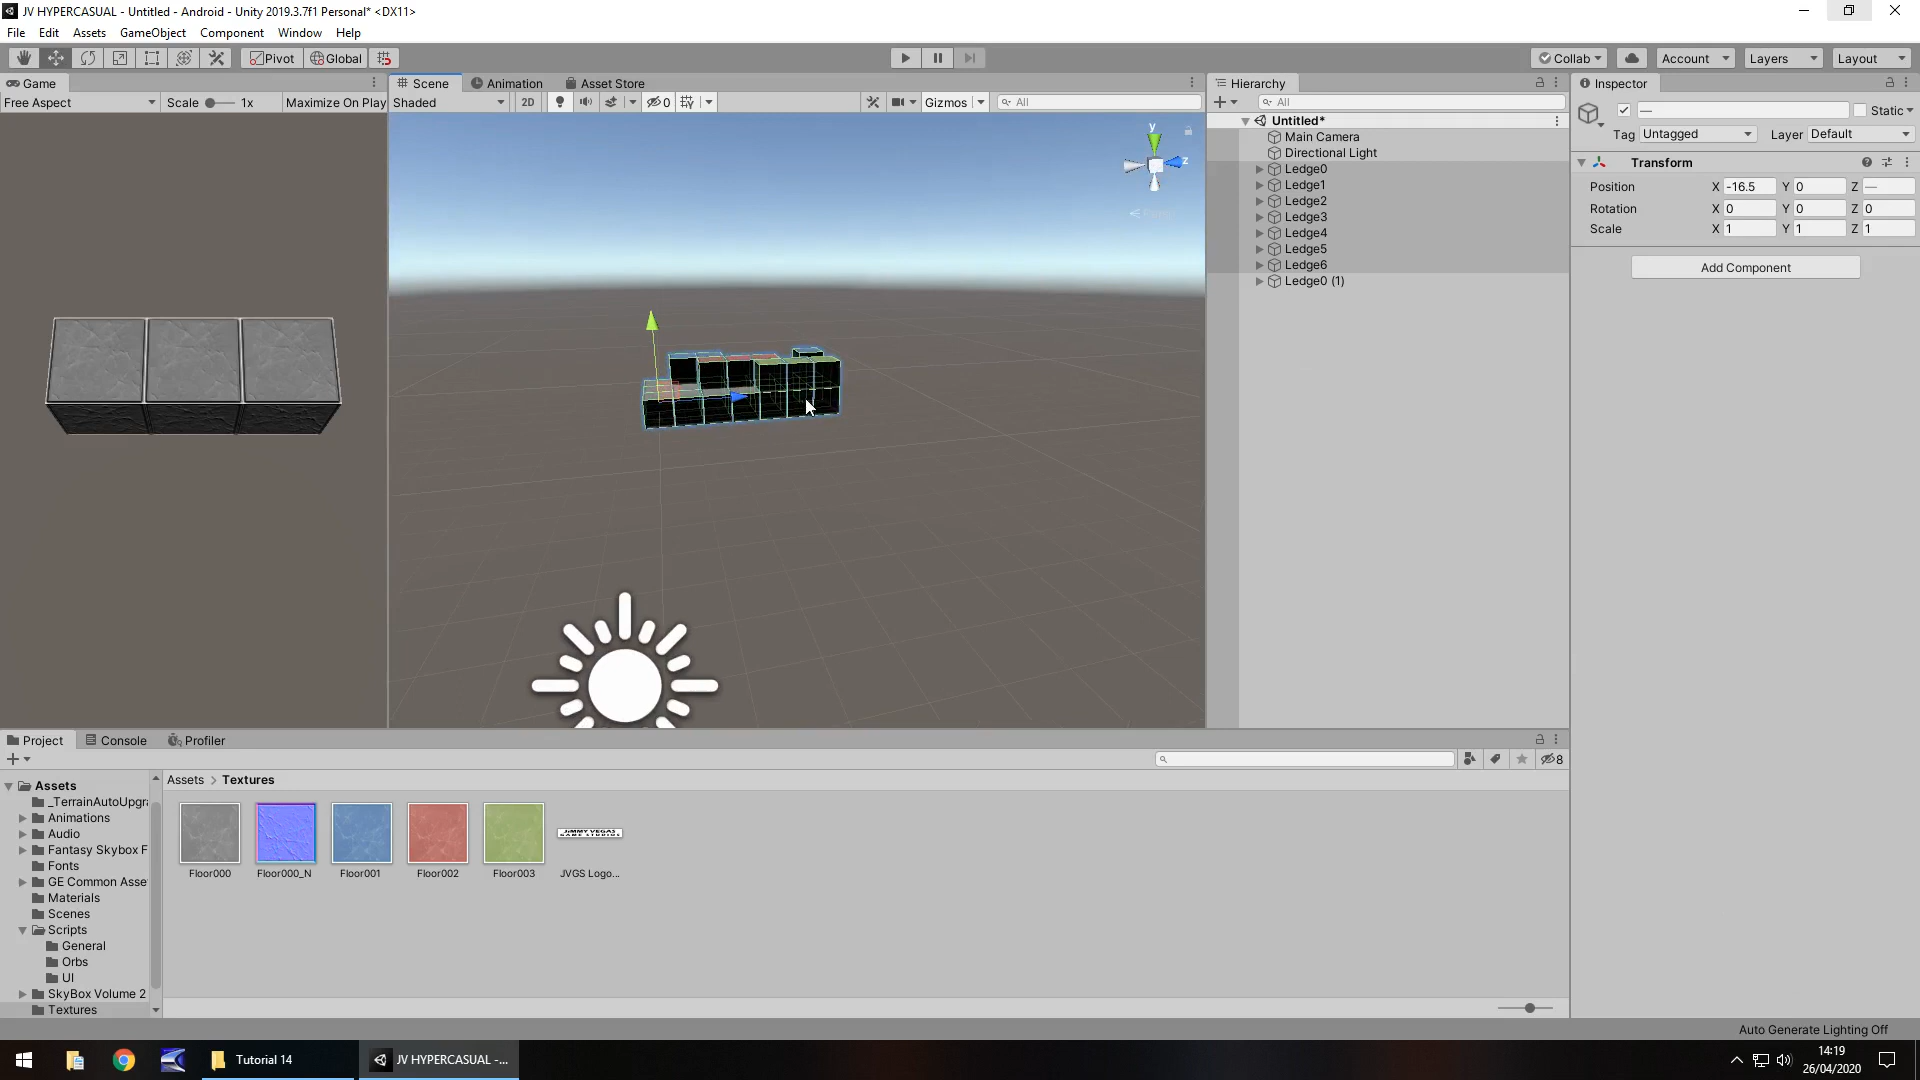 JV HYPERCASUAL - Untitled - Android - Unity 2019.3.7f1 Personal* <DX11>
File Edit Assets GameObject Component Window Help
Pivot Global Collab Account Layers Layout
Game Scene Animation Asset Store Hierarchy Inspector
Free Aspect Scale 1x Maximize On Play Shaded 2D 0 Gizmos All All Static
Untitled*
Main Camera
Directional Light
Ledge0
Ledge1
Ledge2
Ledge3
Ledge4
Ledge5
Ledge6
Ledge0 (1)
y
z
Tag Untagged Layer Default
Transform
Position X -16.5 Y 0 Z —
Rotation X 0 Y 0 Z 0
Scale X 1 Y 1 Z 1
Add Component
Project Console Profiler
8
Assets > Textures
Assets
_TerrainAutoUpgra
Animations
Audio
Fantasy Skybox F
Fonts
GE Common Asse
Materials
Scenes
Scripts
General
Orbs
UI
SkyBox Volume 2
Textures
JIMMY VEGAS
GAME STUDIOS
Floor000 Floor000_N Floor001 Floor002 Floor003 JVGS Logo...
Auto Generate Lighting Off
Tutorial 14 JV HYPERCASUAL -...
14:19
26/04/2020